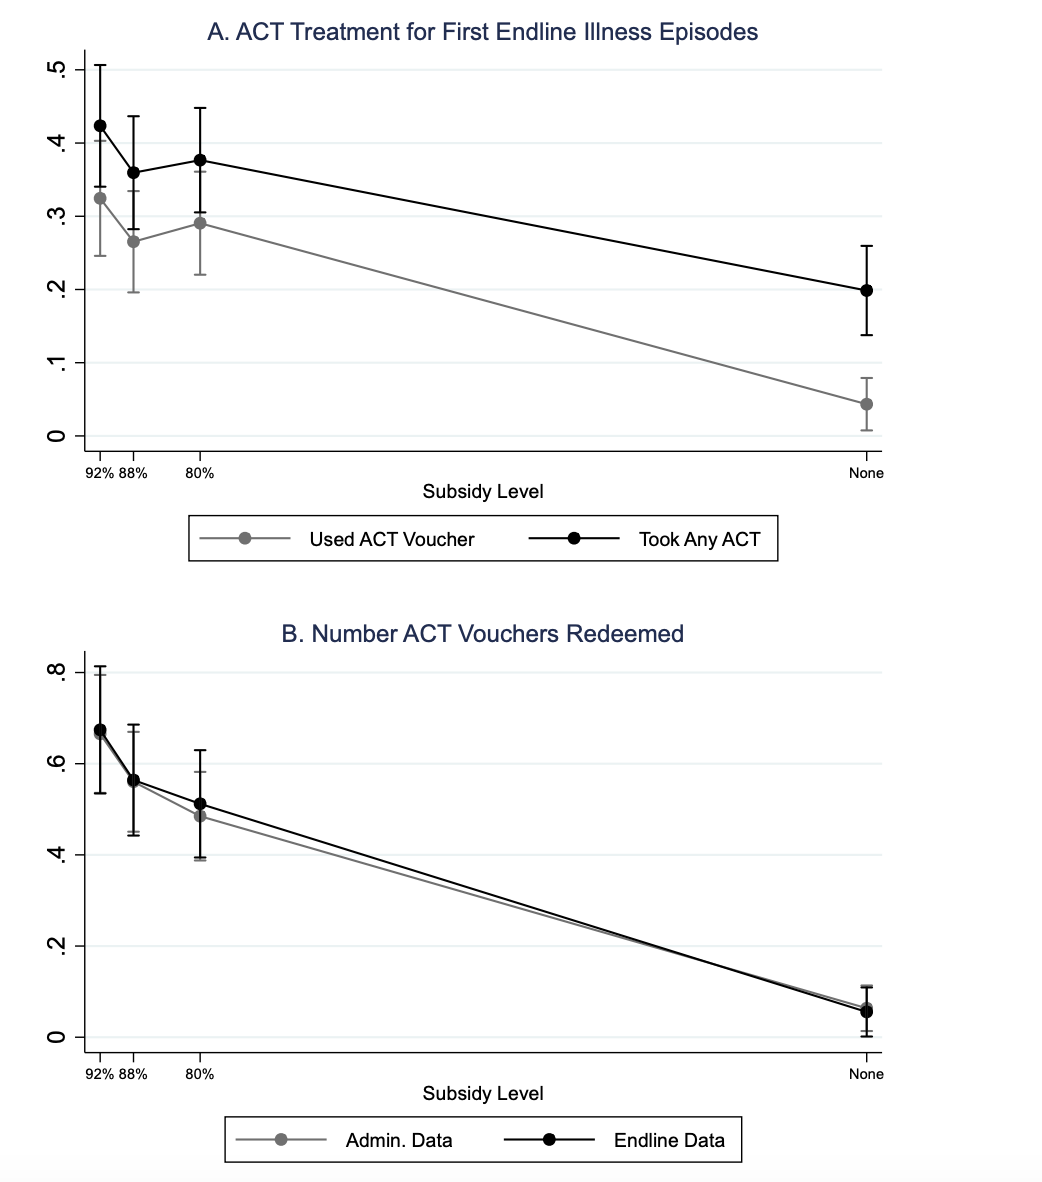 A. ACT Treatment for First Endline Illness Episodes
.5
.4
.3
.2
.1
0
92% 88% 80% None
Subsidy Level
Used ACT Voucher Took Any ACT
B. Number ACT Vouchers Redeemed
.8
.6
.4
.2
0
92% 88% 80% None
Subsidy Level
Admin. Data Endline Data